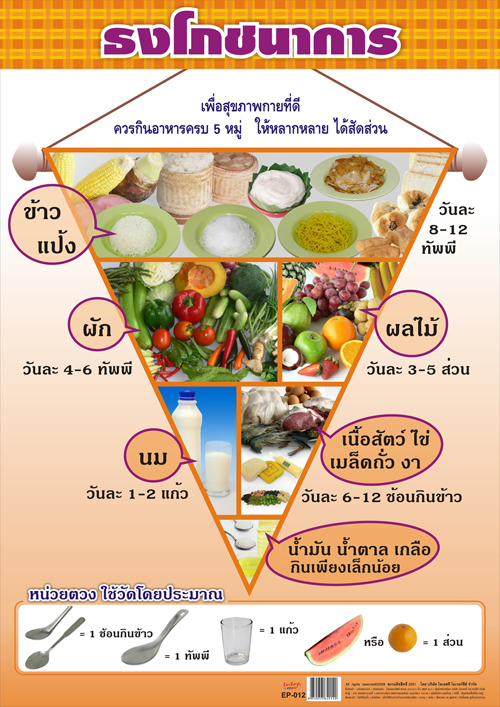 ธงโภชนาการ
เพื่อสุขภาพกายที่ดี
ควรกินอาหารครบ 5 หมู่ ให้หลากหลาย ได้สัดส่วน
ข้าว
แป้ง
วันละ
8-12
ทัพพี
ผัก
วันละ 4-6 ทัพพี
ผลไม้
วันละ 3-5 ส่วน
นม
วันละ 1-2 แก้ว
เนื้อสัตว์ ไข่
เมล็ดถั่ว งา
วันละ 6-12 ช้อนกินข้าว
น้ำมัน น้ำตาล เกลือ
กินเพียงเล็กน้อย
หน่วยตวง ใช้วัดโดยประมาณ
= 1 ช้อนกินข้าว
= 1 ทัพพี
= 1 แก้ว
หรือ
= 1 ส่วน
EP-012